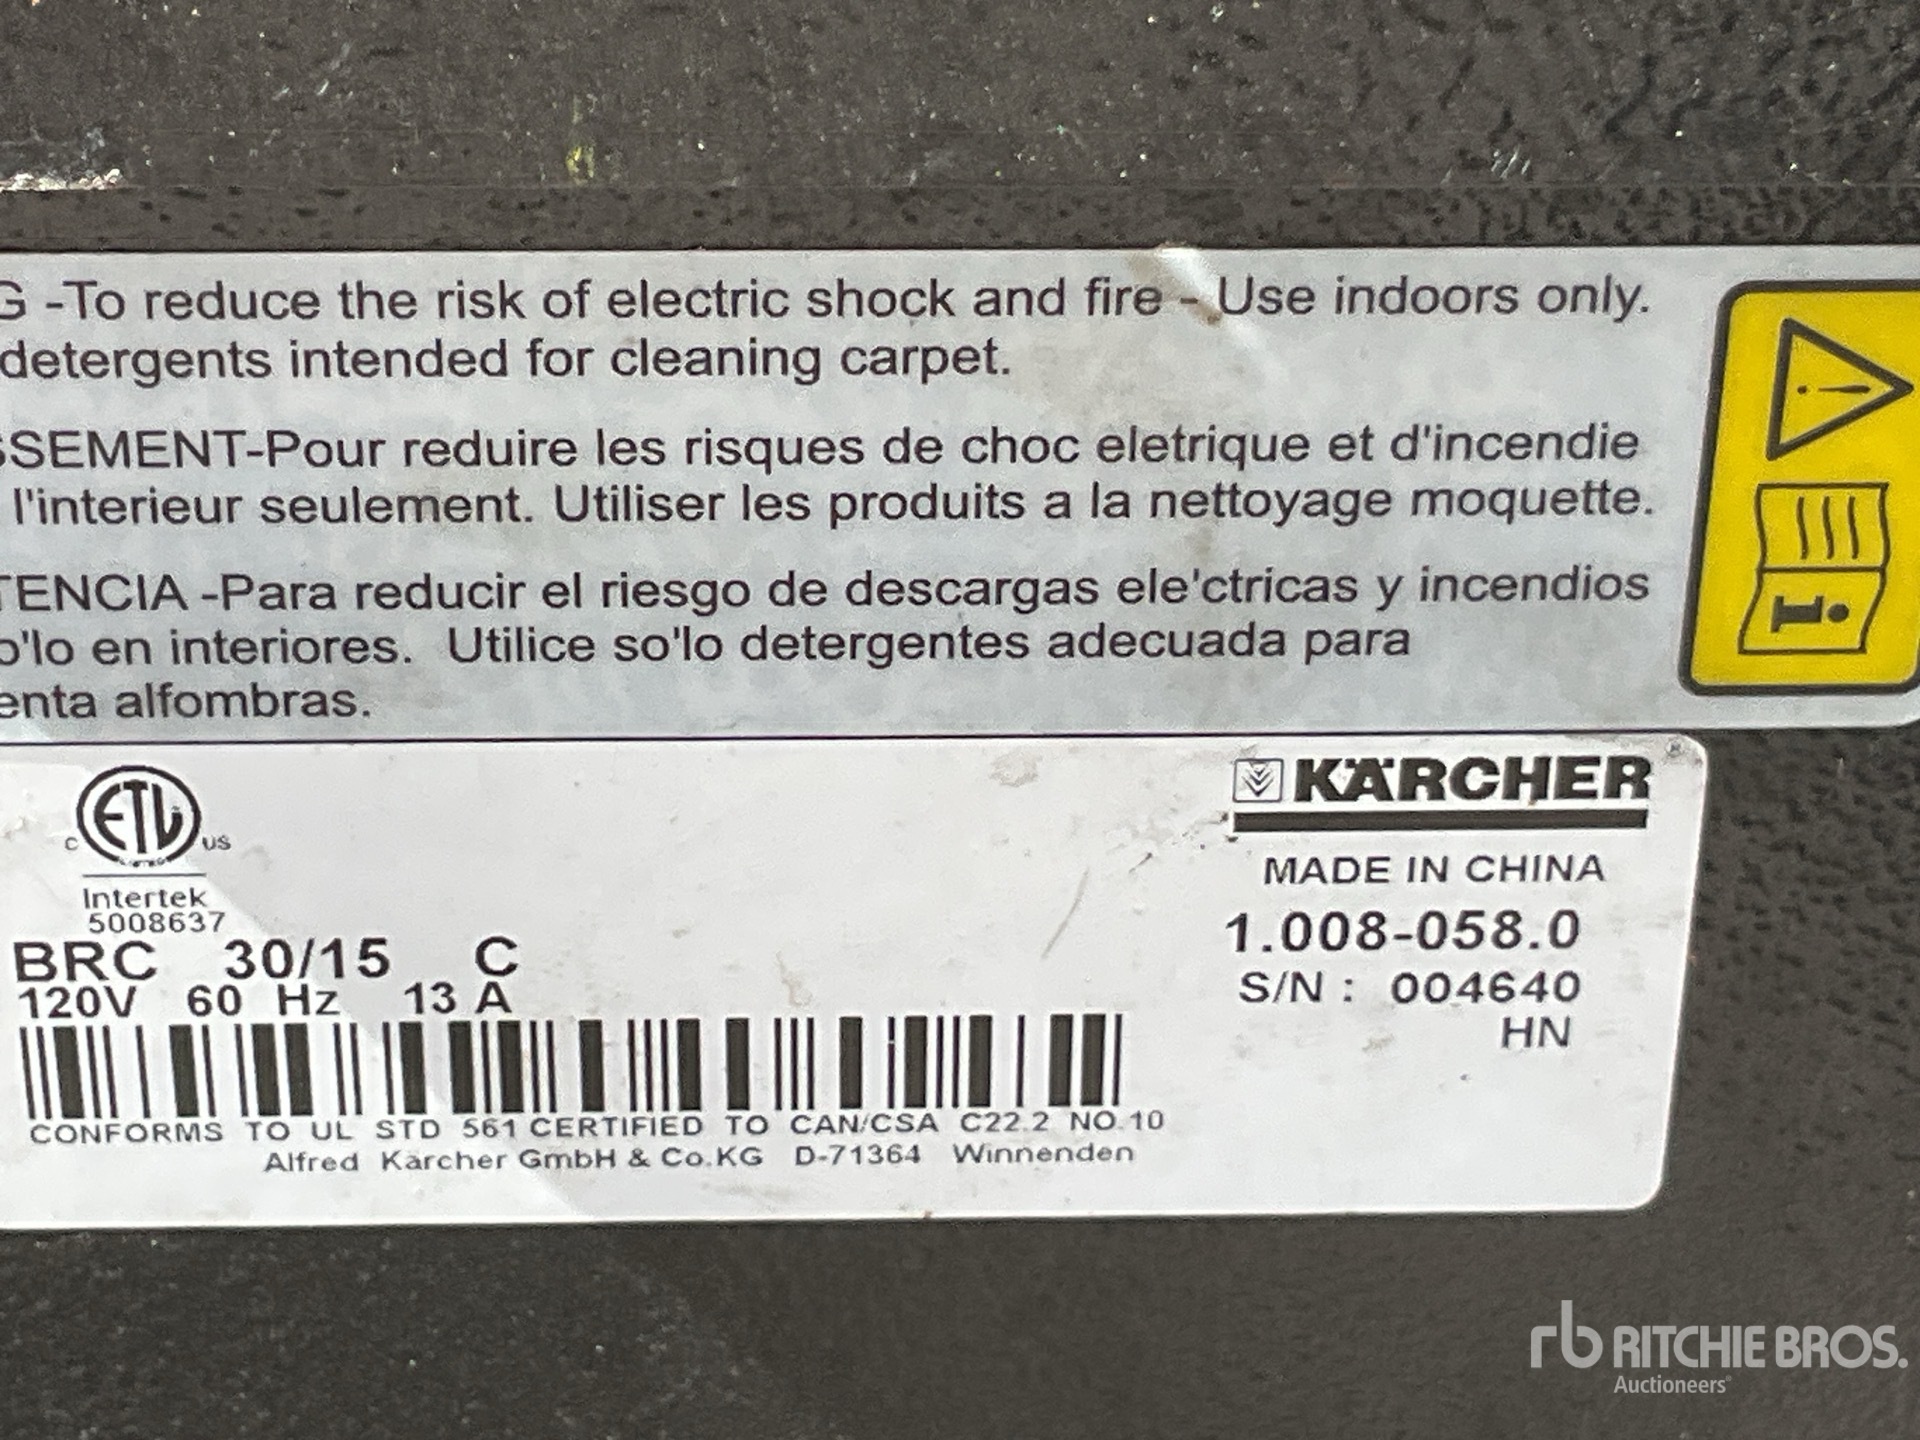 G -To reduce the risk of electric shock and fire - Use indoors only.
detergents intended for cleaning carpet.
SSEMENT-Pour reduire les risques de choc eletrique et d'incendie
l'interieur seulement. Utiliser les produits a la nettoyage moquette.
TENCIA -Para reducir el riesgo de descargas ele'ctricas y incendios
o'lo en interiores. Utilice so'lo detergentes adecuada para
enta alfombras.
ETL
C US
Intertek
5008637
BRC 30/15 C
120V 60 Hz 13 A
CONFORMS TO UL STD 561 CERTIFIED TO CAN/CSA C22.2 NO.10
Alfred Kärcher GmbH & Co.KG D-71364 Winnenden
KÄRCHER®
MADE IN CHINA
1.008-058.0
S/N : 004640
HN
rb RITCHIE BROS.
Auctioneers